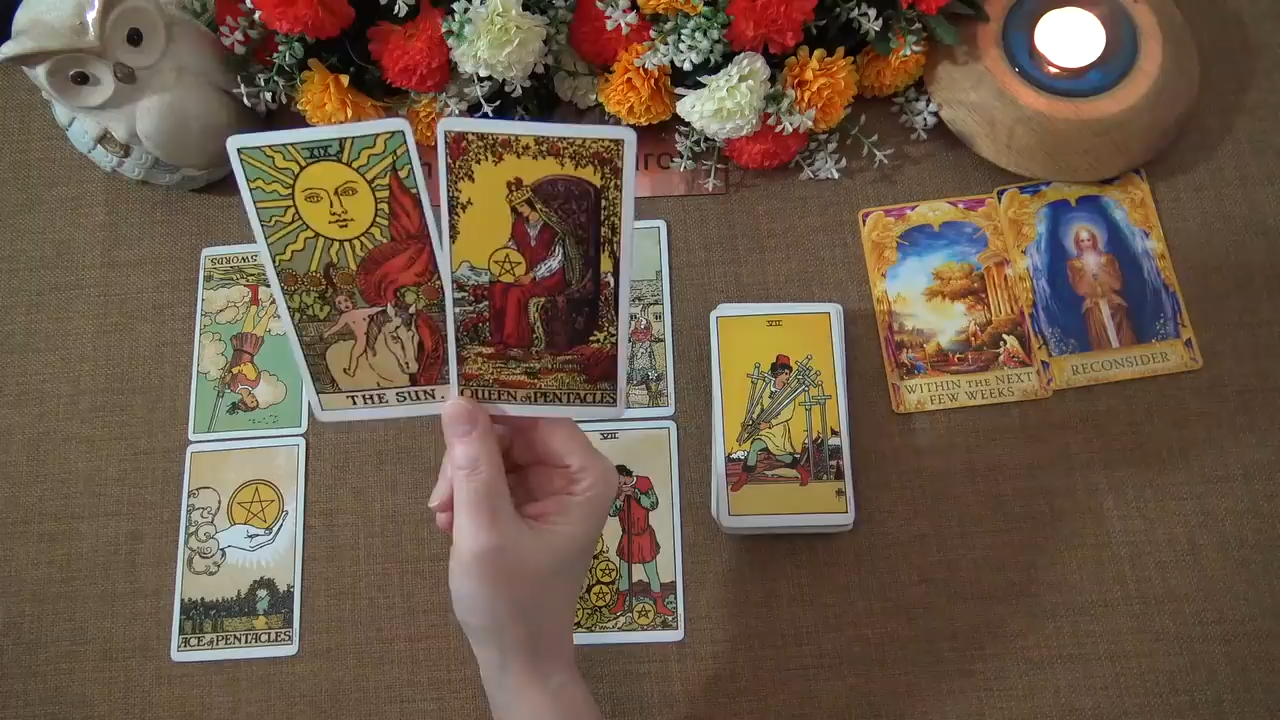 SWORDS
XIX
THE SUN.
QUEEN of PENTACLES
VII
VII
ACE of PENTACLES
WITHIN THE NEXT
FEW WEEKS
RECONSIDER